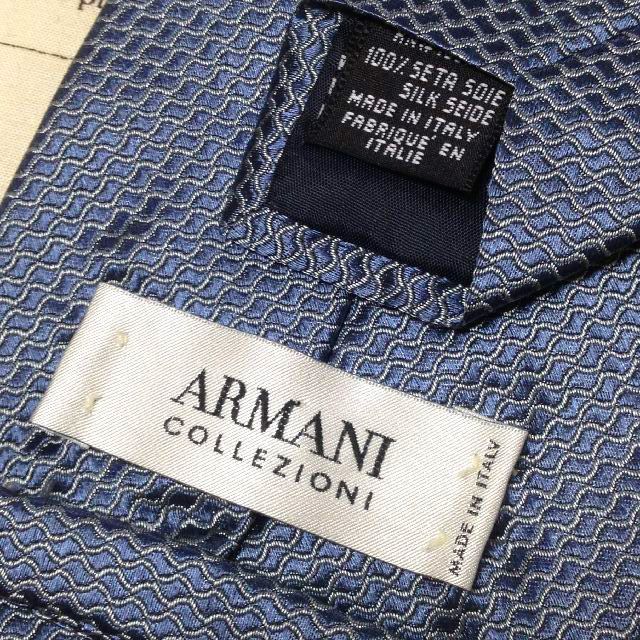 100% SETA SOIE
SILK SEIDE
MADE IN ITALY
FABRIQUE EN
ITALIE
ARMANI
COLLEZIONI
MADE IN ITALY